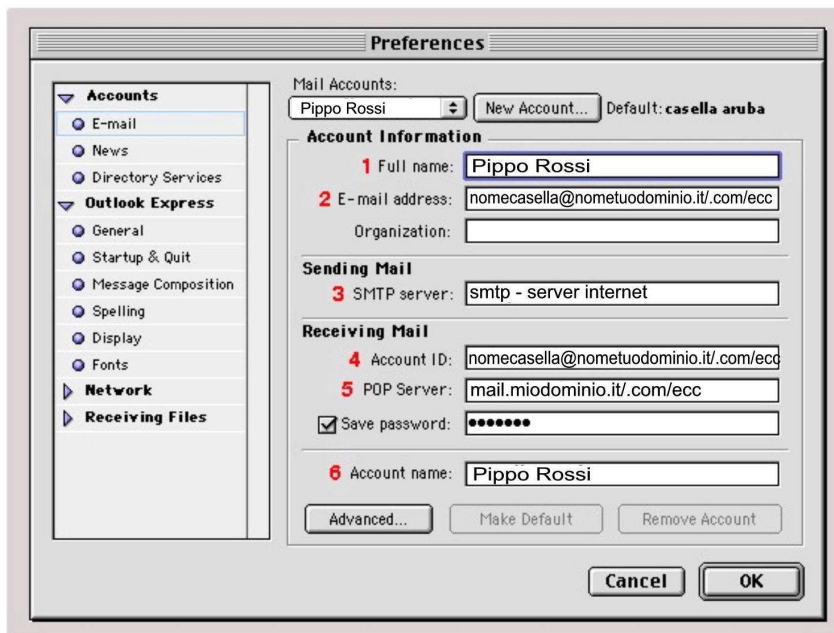 Preferences
Accounts
E-mail
News
Directory Services
Outlook Express
General
Startup & Quit
Message Composition
Spelling
Display
Fonts
Network
Receiving Files
Mail Accounts:
Pippo Rossi New Account... Default: casella aruba
Account Information
1 Full name: Pippo Rossi
2 E-mail address: nomecasella@nometuodominio.it/.com/ecc
Organization:
Sending Mail
3 SMTP server: smtp - server internet
Receiving Mail
4 Account ID: nomecasella@nometuodominio.it/.com/ecc
5 POP Server: mail.miodominio.it/.com/ecc
Save password: •••••••
6 Account name: Pippo Rossi
Advanced... Make Default Remove Account
Cancel OK